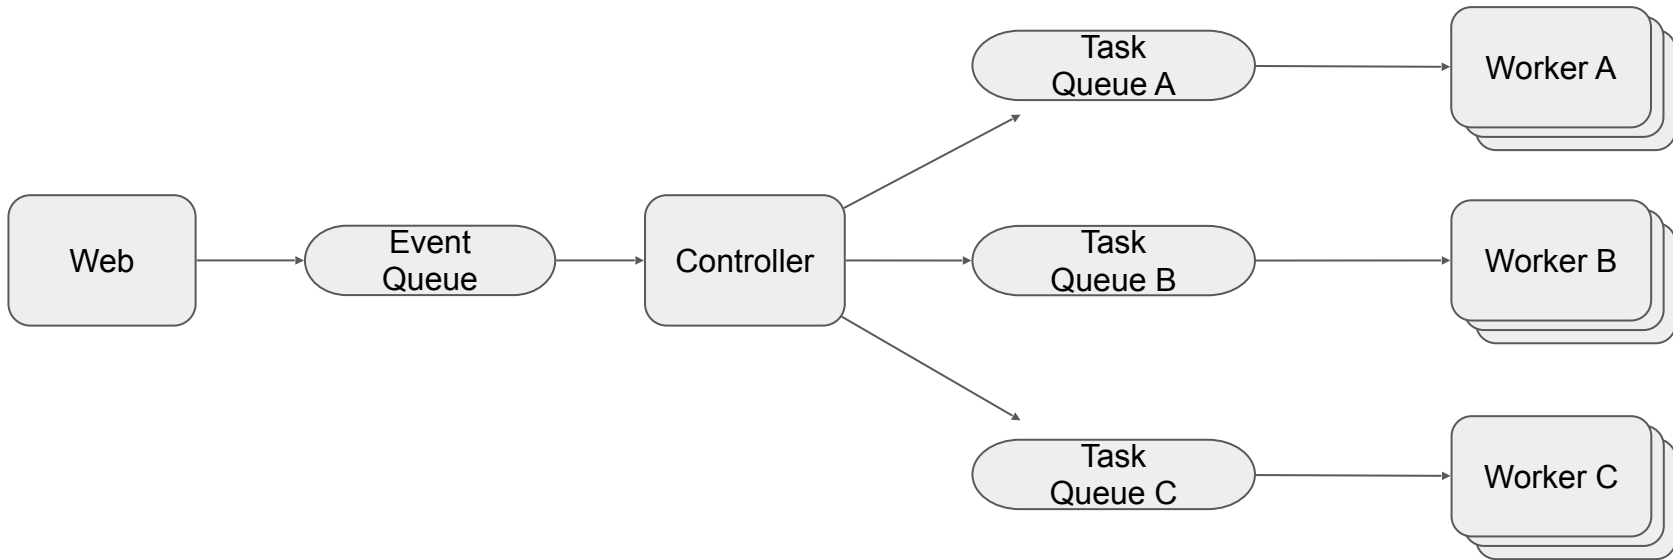 Task
Queue A
Worker A
Web
Event
Queue
Controller
Task
Queue B
Worker B
Task
Queue C
Worker C